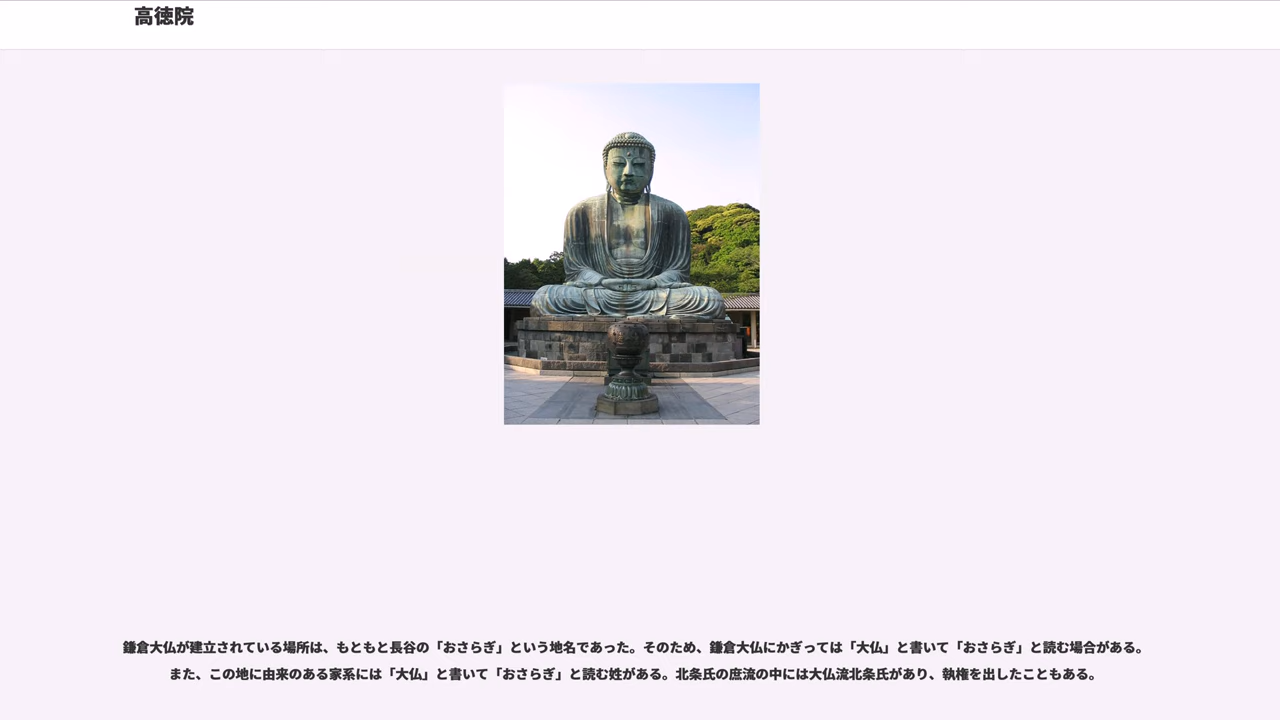 高徳院
鎌倉大仏が建立されている場所は、もともと長谷の「おさらぎ」という地名であった。そのため、鎌倉大仏にかぎっては「大仏」と書いて「おさらぎ」と読む場合がある。
また、この地に由来のある家系には「大仏」と書いて「おさらぎ」と読む姓がある。北条氏の庶流の中には大仏流北条氏があり、執権を出したこともある。